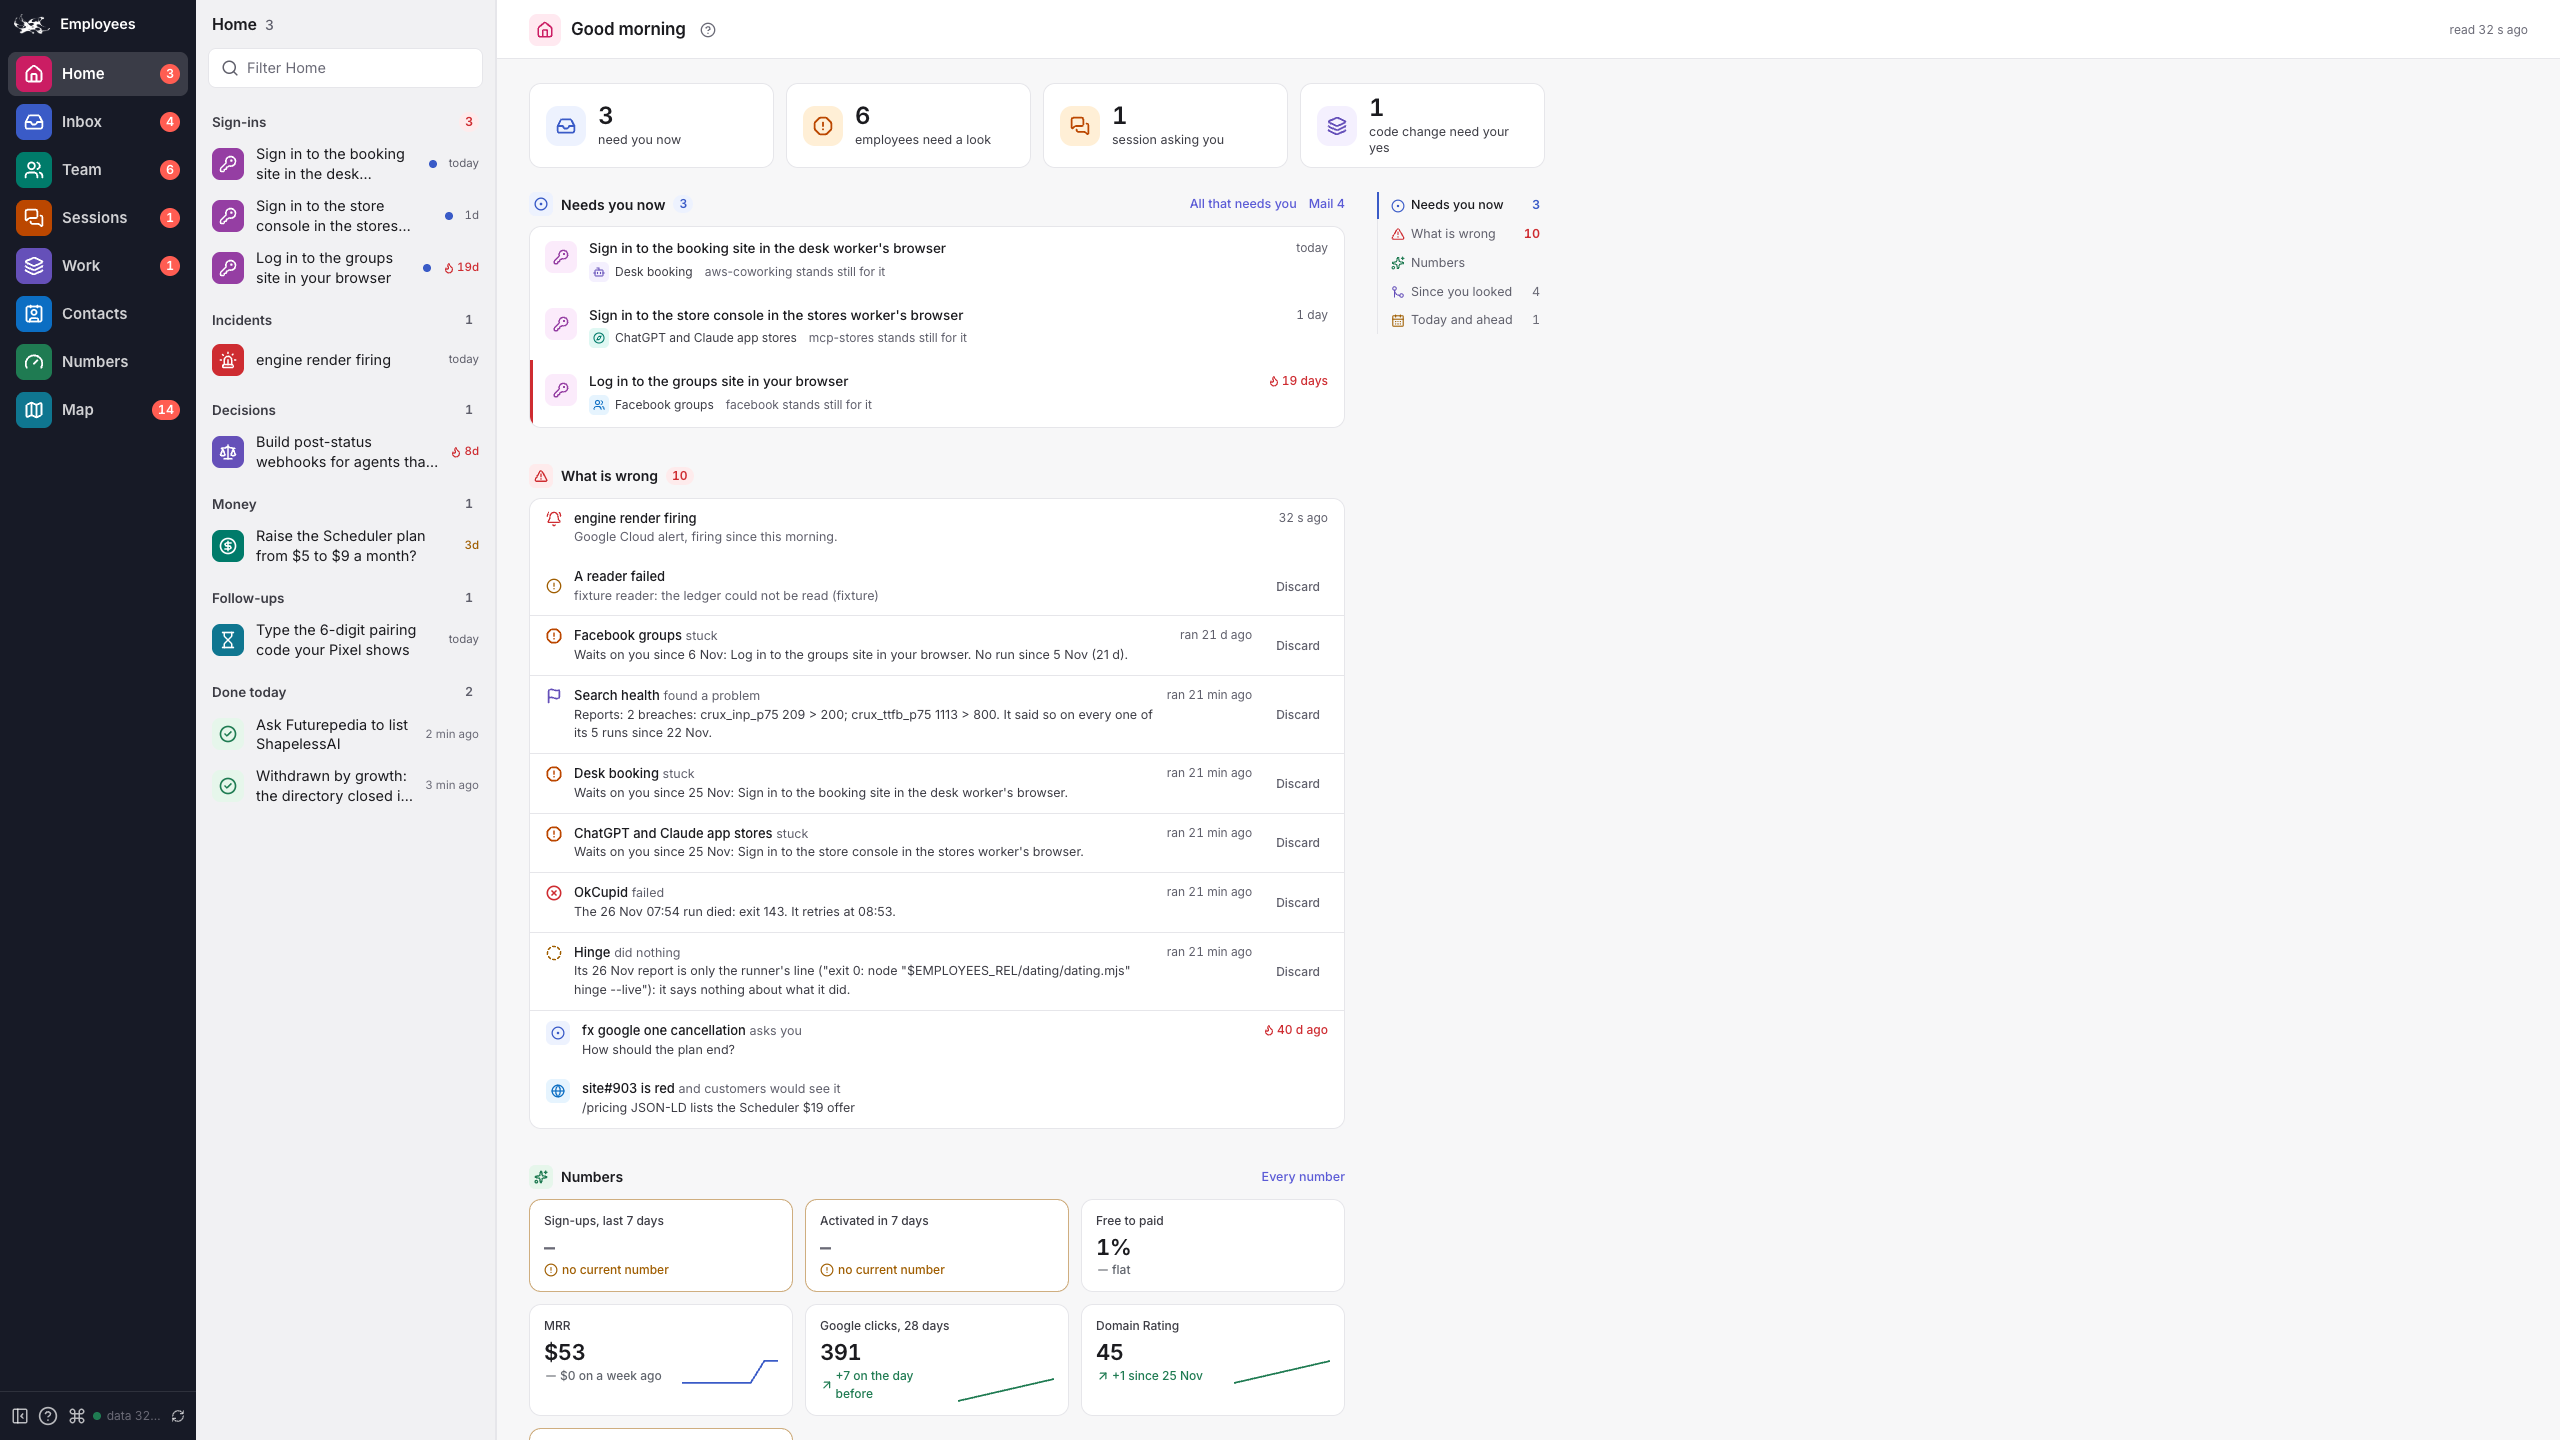 Employees
Home 3
Inbox 4
Team 6
Sessions 1
Work 1
Contacts
Numbers
Map 14
data 32...
Home 3
Filter Home
Sign-ins 3
Sign in to the booking
site in the desk...
today
Sign in to the store
console in the stores...
1d
Log in to the groups
site in your browser
19d
Incidents 1
engine render firing today
Decisions 1
Build post-status
webhooks for agents tha...
8d
Money 1
Raise the Scheduler plan
from $5 to $9 a month?
3d
Follow-ups 1
Type the 6-digit pairing
code your Pixel shows
today
Done today 2
Ask Futurepedia to list
ShapelessAI
2 min ago
Withdrawn by growth:
the directory closed i...
3 min ago
Good morning
read 32 s ago
3
need you now
6
employees need a look
1
session asking you
1
code change need your
yes
Needs you now 3
All that needs you Mail 4
Sign in to the booking site in the desk worker's browser today
Desk booking aws-coworking stands still for it
Sign in to the store console in the stores worker's browser 1 day
ChatGPT and Claude app stores mcp-stores stands still for it
Log in to the groups site in your browser 19 days
Facebook groups facebook stands still for it
Needs you now 3
What is wrong 10
Numbers
Since you looked 4
Today and ahead 1
What is wrong 10
engine render firing 32 s ago
Google Cloud alert, firing since this morning.
A reader failed
fixture reader: the ledger could not be read (fixture)
Discard
Facebook groups stuck ran 21 d ago
Waits on you since 6 Nov: Log in to the groups site in your browser. No run since 5 Nov (21 d).
Discard
Search health found a problem ran 21 min ago
Reports: 2 breaches: crux_inp_p75 209 > 200; crux_ttfb_p75 1113 > 800. It said so on every one of
its 5 runs since 22 Nov.
Discard
Desk booking stuck ran 21 min ago
Waits on you since 25 Nov: Sign in to the booking site in the desk worker's browser.
Discard
ChatGPT and Claude app stores stuck ran 21 min ago
Waits on you since 25 Nov: Sign in to the store console in the stores worker's browser.
Discard
OkCupid failed ran 21 min ago
The 26 Nov 07:54 run died: exit 143. It retries at 08:53.
Discard
Hinge did nothing ran 21 min ago
Its 26 Nov report is only the runner's line ("exit 0: node "$EMPLOYEES_REL/dating/dating.mjs"
hinge --live"): it says nothing about what it did.
Discard
fx google one cancellation asks you 40 d ago
How should the plan end?
site#903 is red and customers would see it
/pricing JSON-LD lists the Scheduler $19 offer
Numbers
Every number
Sign-ups, last 7 days
–
no current number
Activated in 7 days
–
no current number
Free to paid
1%
— flat
MRR
$53
— $0 on a week ago
Google clicks, 28 days
391
+7 on the day
before
Domain Rating
45
+1 since 25 Nov